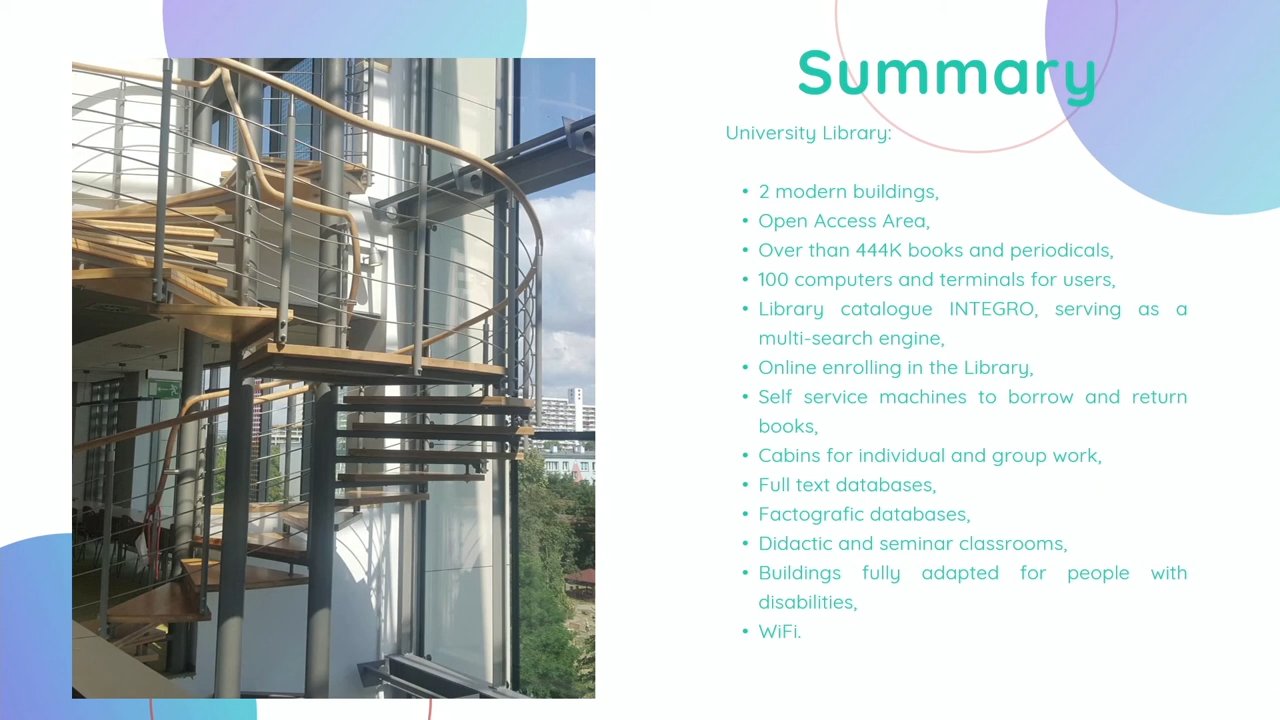 Summary
University Library:
• 2 modern buildings,
• Open Access Area,
• Over than 444K books and periodicals,
• 100 computers and terminals for users,
• Library catalogue INTEGRO, serving as a
multi-search engine,
• Online enrolling in the Library,
• Self service machines to borrow and return
books,
• Cabins for individual and group work,
• Full text databases,
• Factografic databases,
• Didactic and seminar classrooms,
• Buildings fully adapted for people with
disabilities,
• WiFi.